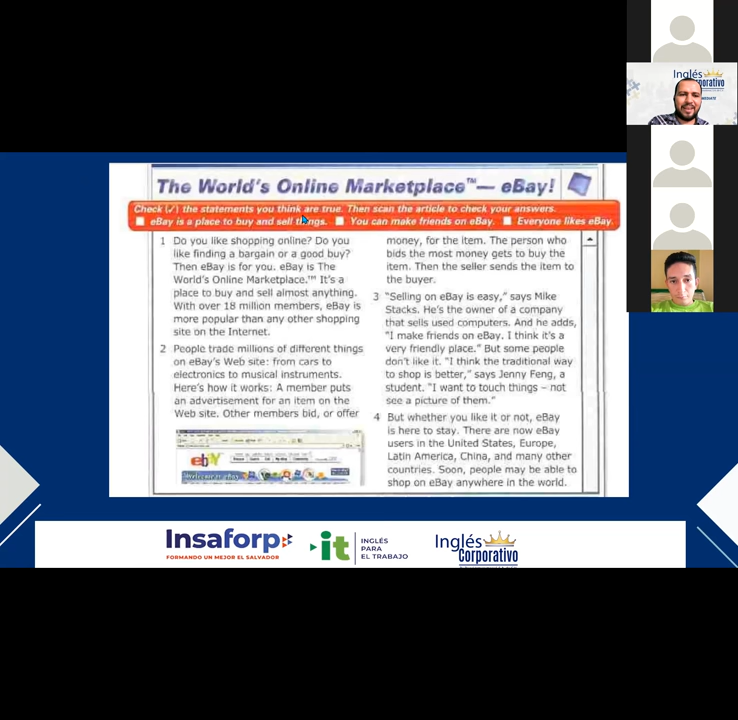 The World's Online Marketplace™— eBay!
Check (✓) the statements you think are true. Then scan the article to check your answers.
eBay is a place to buy and sell things. You can make friends on eBay. Everyone likes eBay.
1 Do you like shopping online? Do you
like finding a bargain or a good buy?
Then eBay is for you. eBay is The
World's Online Marketplace.™ It's a
place to buy and sell almost anything.
With over 18 million members, eBay is
more popular than any other shopping
site on the Internet.
2 People trade millions of different things
on eBay's Web site: from cars to
electronics to musical instruments.
Here's how it works: A member puts
an advertisement for an item on the
Web site. Other members bid, or offer
ebY
Welcome to eBay
money, for the item. The person who
bids the most money gets to buy the
item. Then the seller sends the item to
the buyer.
3 "Selling on eBay is easy," says Mike
Stacks. He's the owner of a company
that sells used computers. And he adds,
"I make friends on eBay. I think it's a
very friendly place." But some people
don't like it. "I think the traditional way
to shop is better," says Jenny Feng, a
student. "I want to touch things – not
see a picture of them."
4 But whether you like it or not, eBay
is here to stay. There are now eBay
users in the United States, Europe,
Latin America, China, and many other
countries. Soon, people may be able to
shop on eBay anywhere in the world.
Inglés
Insaforp
FORMANDO UN MEJOR EL SALVADOR
it
INGLÉS
PARA
EL TRABAJO
Inglés
Corporativo